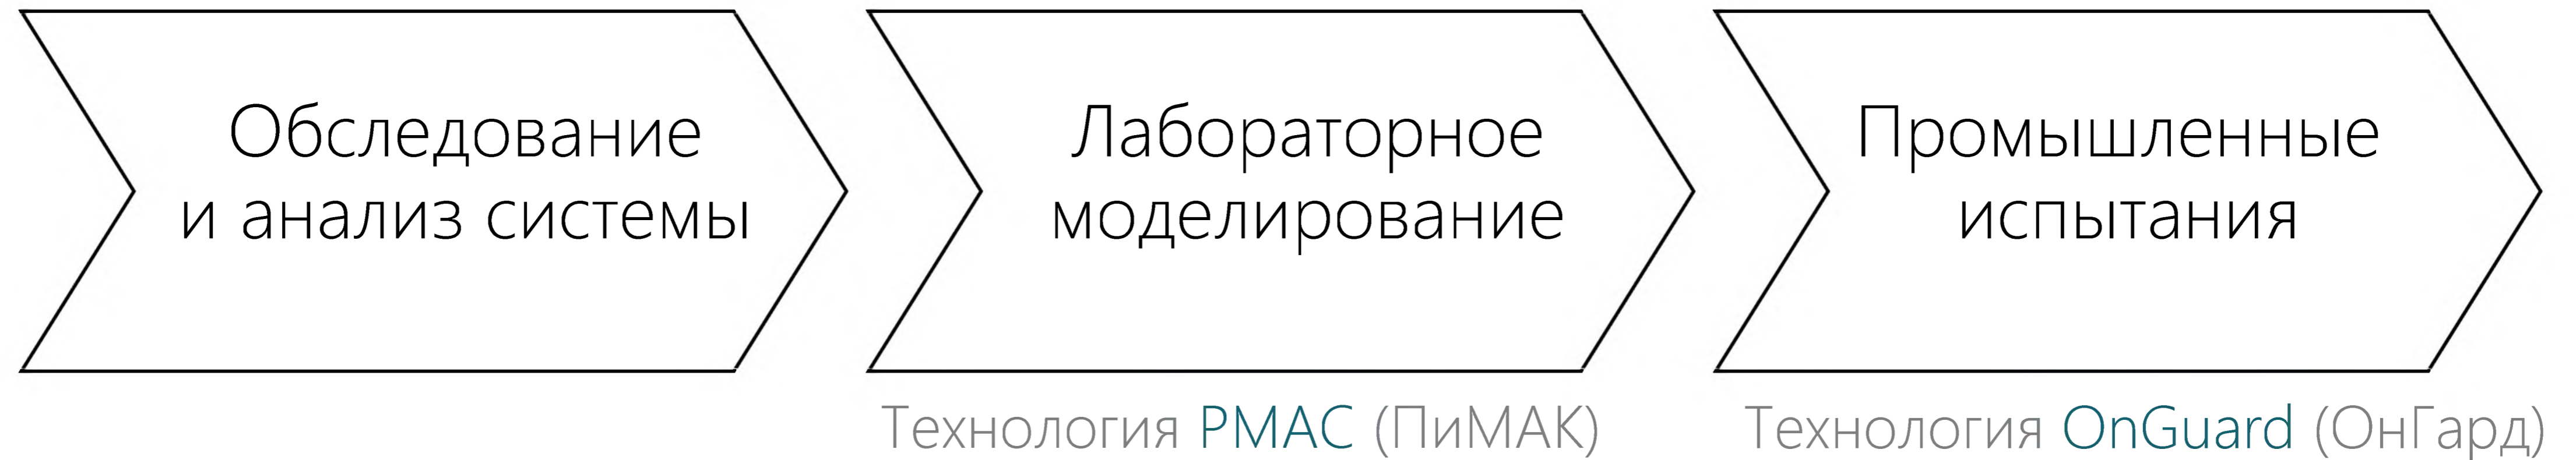 Обследование
и анализ системы
Лабораторное
моделирование
Промышленные
испытания
Технология PMAC (ПиМАК)
Технология OnGuard (ОнГард)